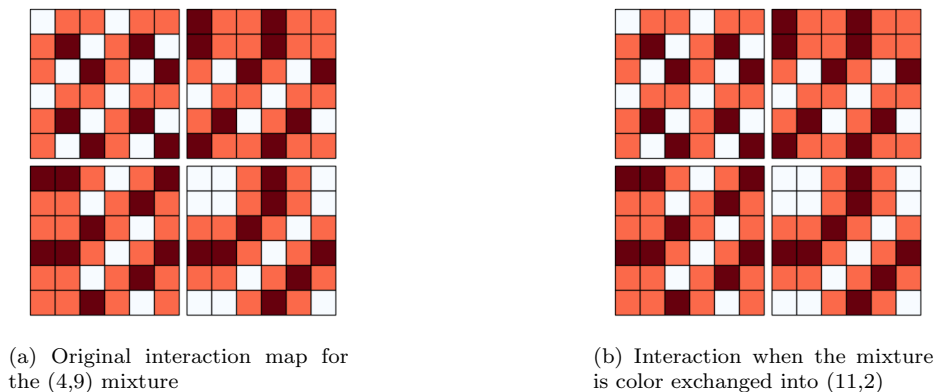 (a) Original interaction map for
the (4,9) mixture
(b) Interaction when the mixture
is color exchanged into (11,2)